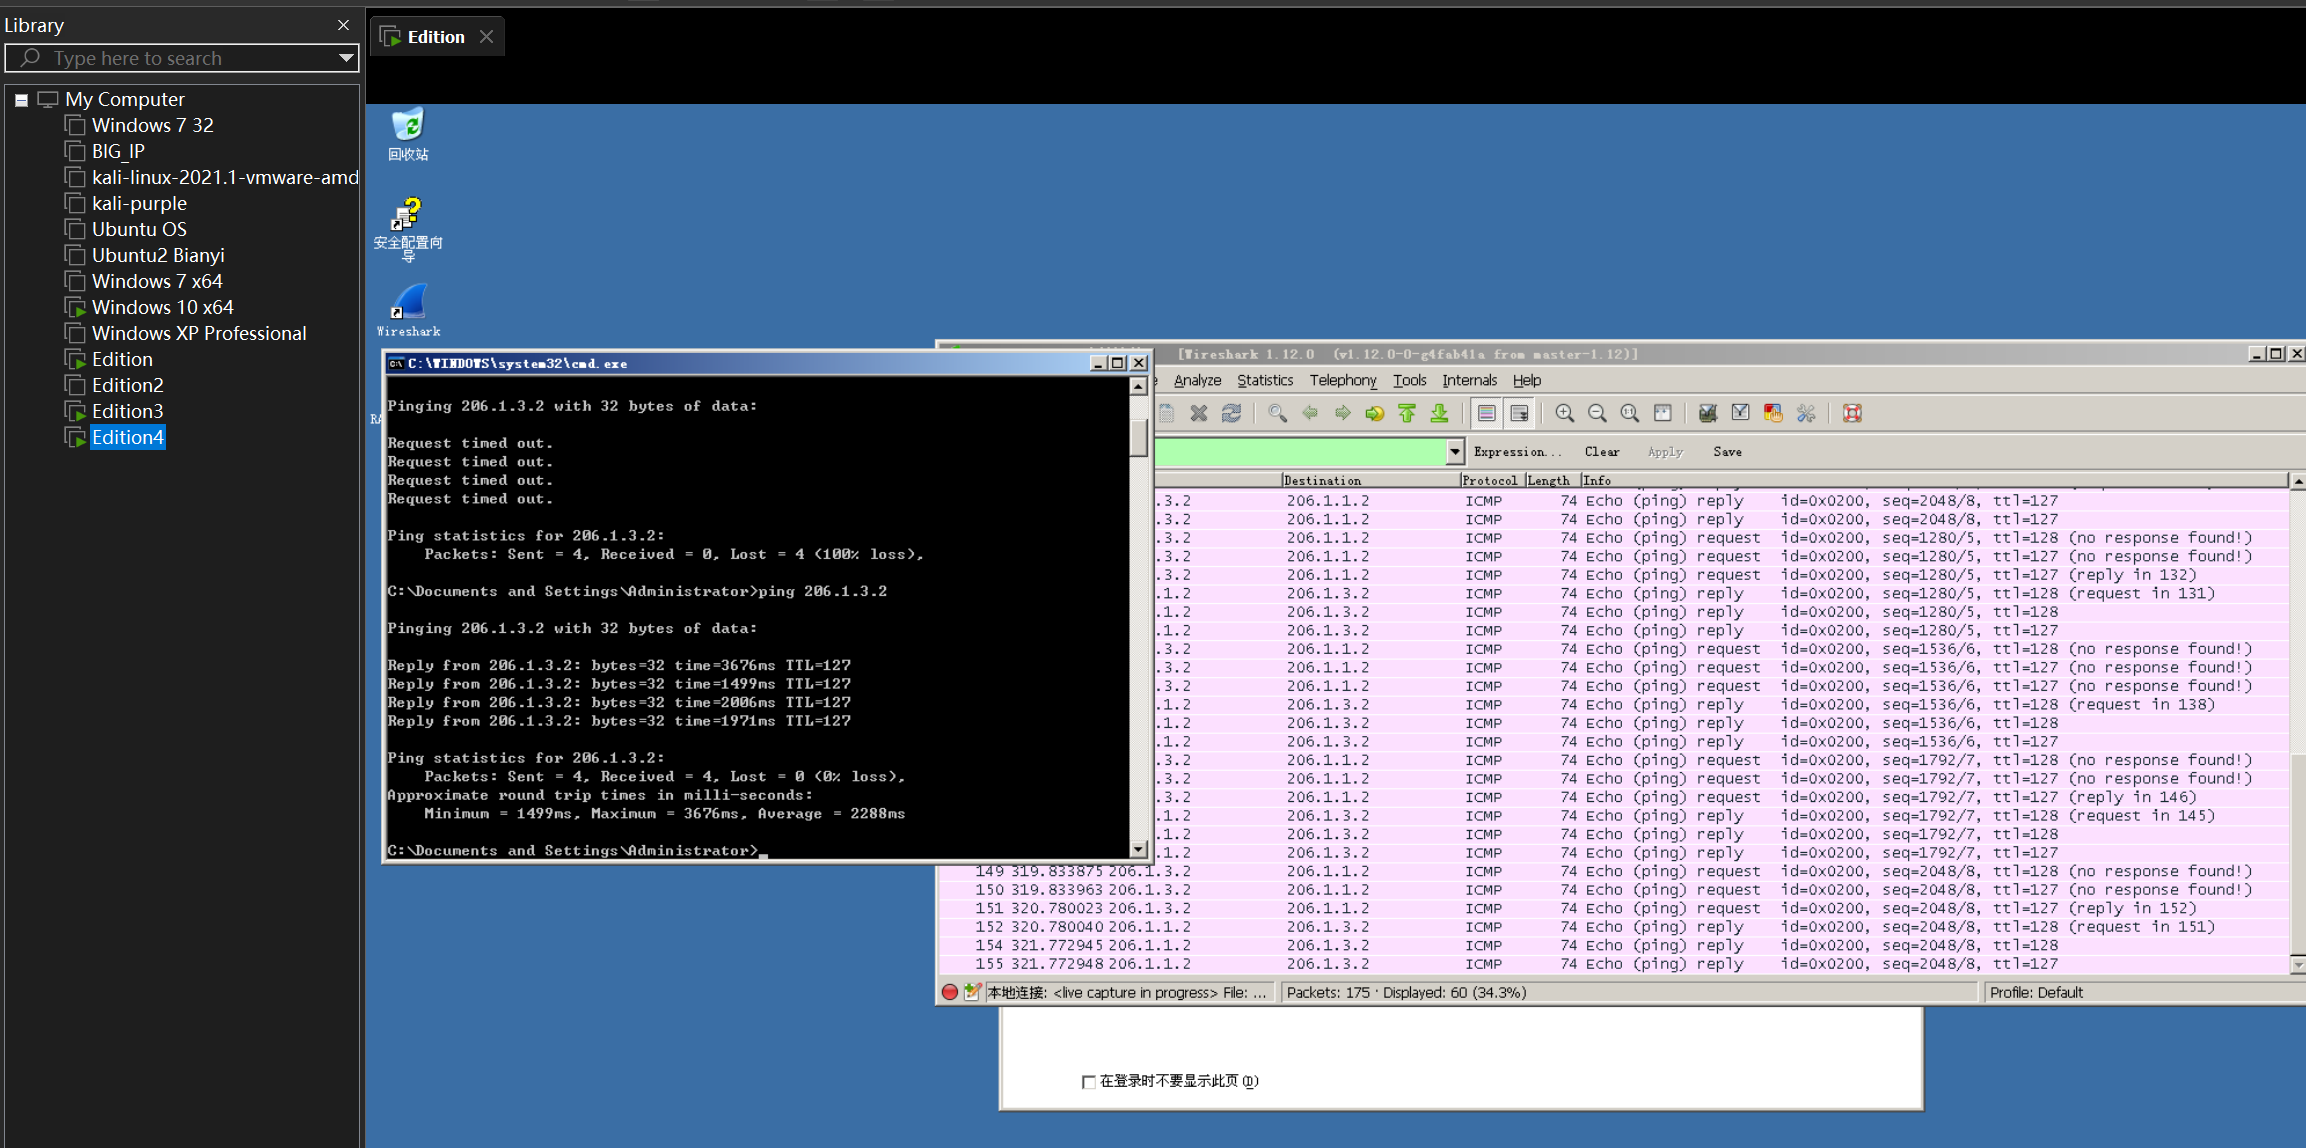 Library
Type here to search
My Computer
Windows 7 32
BIG_IP
kali-linux-2021.1-vmware-amd
kali-purple
Ubuntu OS
Ubuntu2 Bianyi
Windows 7 x64
Windows 10 x64
Windows XP Professional
Edition
Edition2
Edition3
Edition4
Edition
回收站
安全配置向
导
Wireshark
C:\WINDOWS\system32\cmd.exe
Pinging 206.1.3.2 with 32 bytes of data:
Request timed out.
Request timed out.
Request timed out.
Request timed out.
Ping statistics for 206.1.3.2:
Packets: Sent = 4, Received = 0, Lost = 4 (100% loss),
C:\Documents and Settings\Administrator>ping 206.1.3.2
Pinging 206.1.3.2 with 32 bytes of data:
Reply from 206.1.3.2: bytes=32 time=3676ms TTL=127
Reply from 206.1.3.2: bytes=32 time=1499ms TTL=127
Reply from 206.1.3.2: bytes=32 time=2006ms TTL=127
Reply from 206.1.3.2: bytes=32 time=1971ms TTL=127
Ping statistics for 206.1.3.2:
Packets: Sent = 4, Received = 4, Lost = 0 (0% loss),
Approximate round trip times in milli-seconds:
Minimum = 1499ms, Maximum = 3676ms, Average = 2288ms
C:\Documents and Settings\Administrator>
[Wireshark 1.12.0 (v1.12.0-0-g4fab41a from master-1.12)]
Analyze Statistics Telephony Tools Internals Help
Expression... Clear Apply Save
Destination Protocol Length Info
.3.2 206.1.1.2 ICMP 74 Echo (ping) reply id=0x0200, seq=2048/8, ttl=127
.3.2 206.1.1.2 ICMP 74 Echo (ping) reply id=0x0200, seq=2048/8, ttl=127
.3.2 206.1.1.2 ICMP 74 Echo (ping) request id=0x0200, seq=1280/5, ttl=128 (no response found!)
.3.2 206.1.1.2 ICMP 74 Echo (ping) request id=0x0200, seq=1280/5, ttl=127 (no response found!)
.3.2 206.1.1.2 ICMP 74 Echo (ping) request id=0x0200, seq=1280/5, ttl=127 (reply in 132)
.1.2 206.1.3.2 ICMP 74 Echo (ping) reply id=0x0200, seq=1280/5, ttl=128 (request in 131)
.1.2 206.1.3.2 ICMP 74 Echo (ping) reply id=0x0200, seq=1280/5, ttl=128
.1.2 206.1.3.2 ICMP 74 Echo (ping) reply id=0x0200, seq=1280/5, ttl=127
.3.2 206.1.1.2 ICMP 74 Echo (ping) request id=0x0200, seq=1536/6, ttl=128 (no response found!)
.3.2 206.1.1.2 ICMP 74 Echo (ping) request id=0x0200, seq=1536/6, ttl=127 (no response found!)
.3.2 206.1.1.2 ICMP 74 Echo (ping) request id=0x0200, seq=1536/6, ttl=127 (no response found!)
.1.2 206.1.3.2 ICMP 74 Echo (ping) reply id=0x0200, seq=1536/6, ttl=128 (request in 138)
.1.2 206.1.3.2 ICMP 74 Echo (ping) reply id=0x0200, seq=1536/6, ttl=128
.1.2 206.1.3.2 ICMP 74 Echo (ping) reply id=0x0200, seq=1536/6, ttl=127
.3.2 206.1.1.2 ICMP 74 Echo (ping) request id=0x0200, seq=1792/7, ttl=128 (no response found!)
.3.2 206.1.1.2 ICMP 74 Echo (ping) request id=0x0200, seq=1792/7, ttl=127 (no response found!)
.3.2 206.1.1.2 ICMP 74 Echo (ping) request id=0x0200, seq=1792/7, ttl=127 (reply in 146)
.1.2 206.1.3.2 ICMP 74 Echo (ping) reply id=0x0200, seq=1792/7, ttl=128 (request in 145)
.1.2 206.1.3.2 ICMP 74 Echo (ping) reply id=0x0200, seq=1792/7, ttl=128
.1.2 206.1.3.2 ICMP 74 Echo (ping) reply id=0x0200, seq=1792/7, ttl=127
149 319.833875 206.1.3.2 206.1.1.2 ICMP 74 Echo (ping) request id=0x0200, seq=2048/8, ttl=128 (no response found!)
150 319.833963 206.1.3.2 206.1.1.2 ICMP 74 Echo (ping) request id=0x0200, seq=2048/8, ttl=127 (no response found!)
151 320.780023 206.1.3.2 206.1.1.2 ICMP 74 Echo (ping) request id=0x0200, seq=2048/8, ttl=127 (reply in 152)
152 320.780040 206.1.1.2 206.1.3.2 ICMP 74 Echo (ping) reply id=0x0200, seq=2048/8, ttl=128 (request in 151)
154 321.772945 206.1.1.2 206.1.3.2 ICMP 74 Echo (ping) reply id=0x0200, seq=2048/8, ttl=128
155 321.772948 206.1.1.2 206.1.3.2 ICMP 74 Echo (ping) reply id=0x0200, seq=2048/8, ttl=127
本地连接: <live capture in progress> File: ... Packets: 175 · Displayed: 60 (34.3%) Profile: Default
在登录时不要显示此页(D)